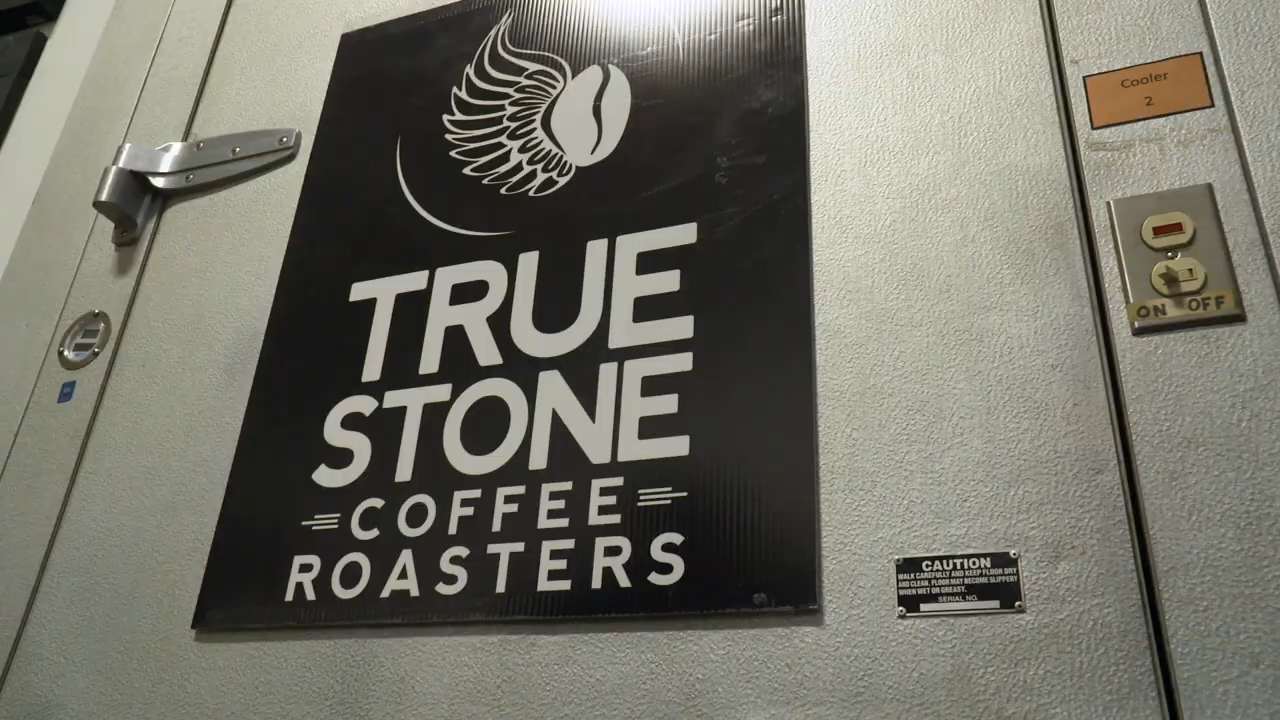 TRUE
STONE
COFFEE
ROASTERS
Cooler
2
ON OFF
CAUTION
WALK CAREFULLY AND KEEP FLOOR DRY
AND CLEAN. FLOOR MAY BECOME SLIPPERY
WHEN WET OR GREASY.
SERIAL NO.